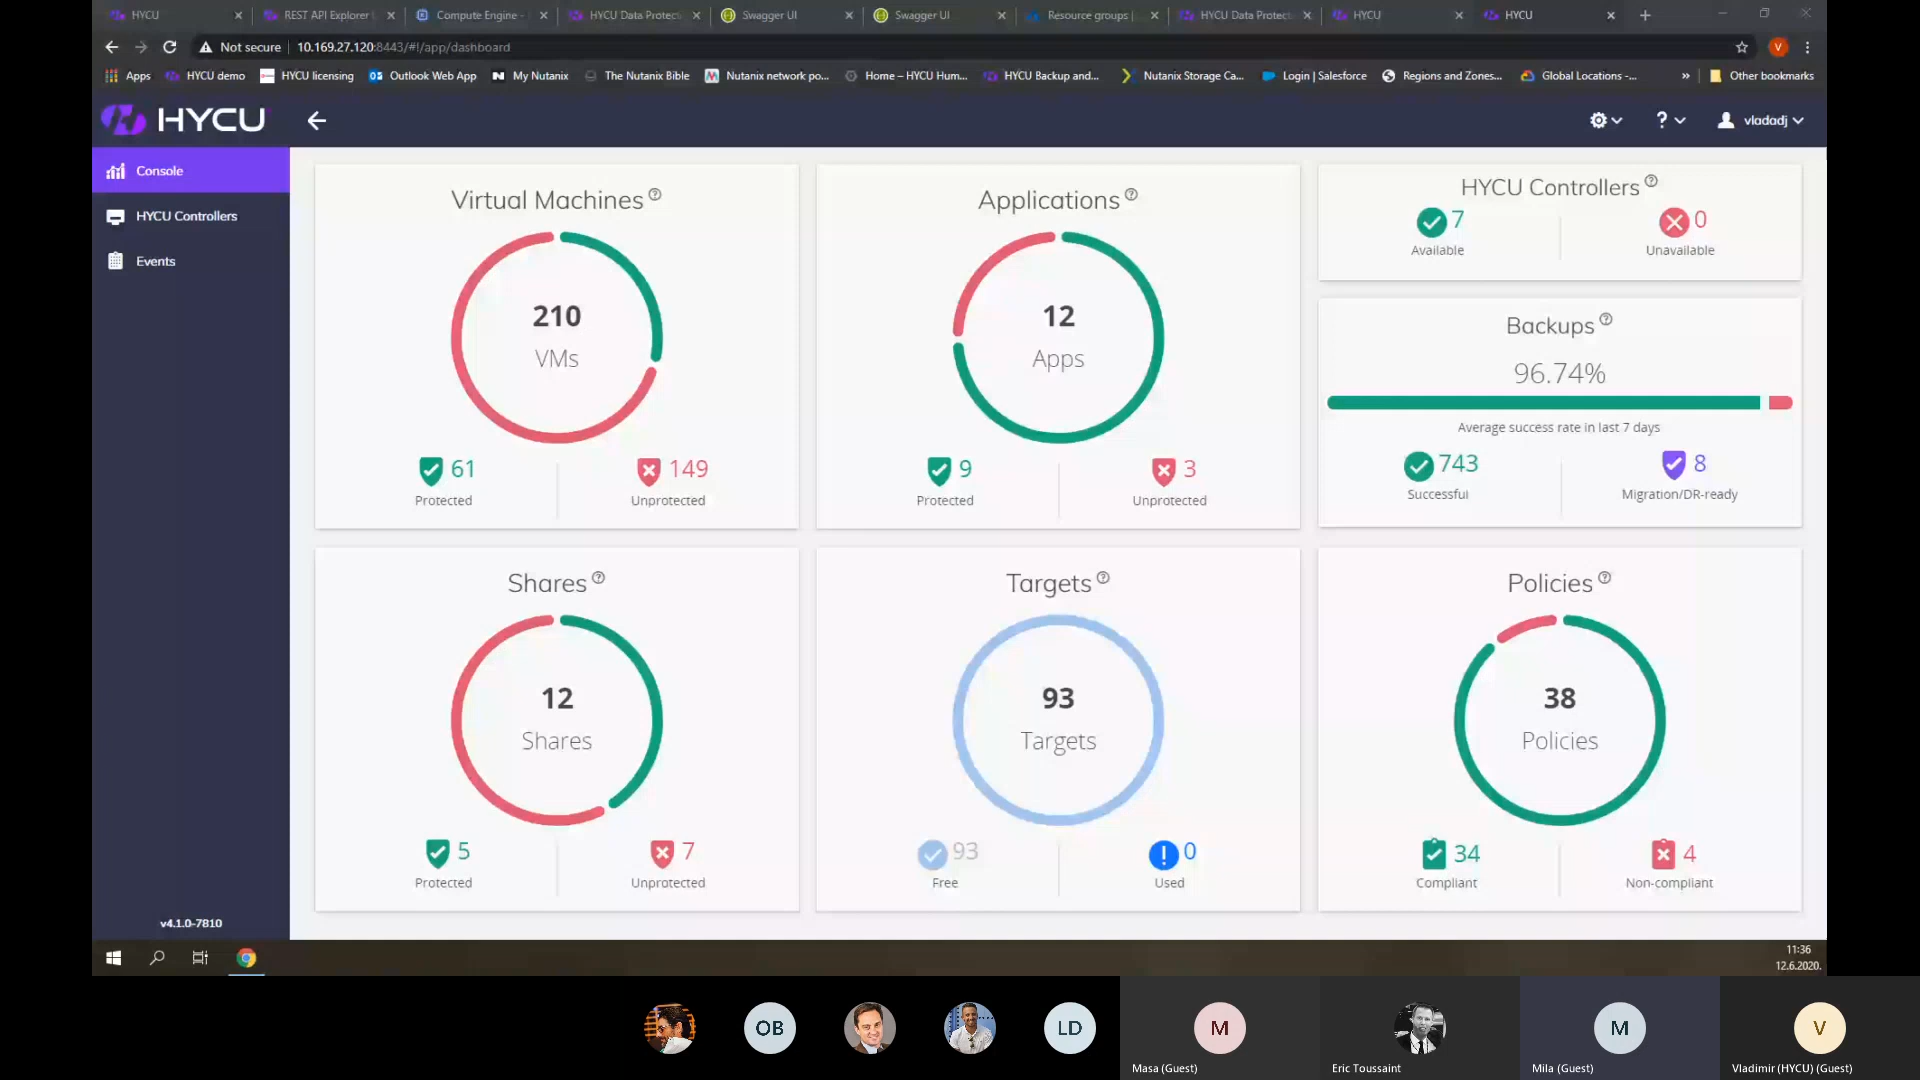 HYCU
REST API Explorer
Compute Engine -
HYCU Data Protec
Swagger UI
Swagger UI
Resource groups |
HYCU Data Protec
HYCU
HYCU
Not secure
10.169.27.120:8443/#!/app/dashboard
V
Apps
HYCU demo
HYCU licensing
Outlook Web App
My Nutanix
The Nutanix Bible
Nutanix network po...
Home – HYCU Hum...
HYCU Backup and...
Nutanix Storage Ca...
Login | Salesforce
Regions and Zones...
Global Locations -...
»
Other bookmarks
HYCU
?
vladadj
Console
HYCU Controllers
Events
v4.1.0-7810
Virtual Machines
210
VMs
61
Protected
149
Unprotected
Applications
12
Apps
9
Protected
3
Unprotected
HYCU Controllers
7
Available
0
Unavailable
Backups
96.74%
Average success rate in last 7 days
743
Successful
8
Migration/DR-ready
Shares
12
Shares
5
Protected
7
Unprotected
Targets
93
Targets
93
Free
0
Used
Policies
38
Policies
34
Compliant
4
Non-compliant
11:36
12.6.2020.
OB
LD
M
Masa (Guest)
Eric Toussaint
M
Mila (Guest)
V
Vladimir (HYCU) (Guest)